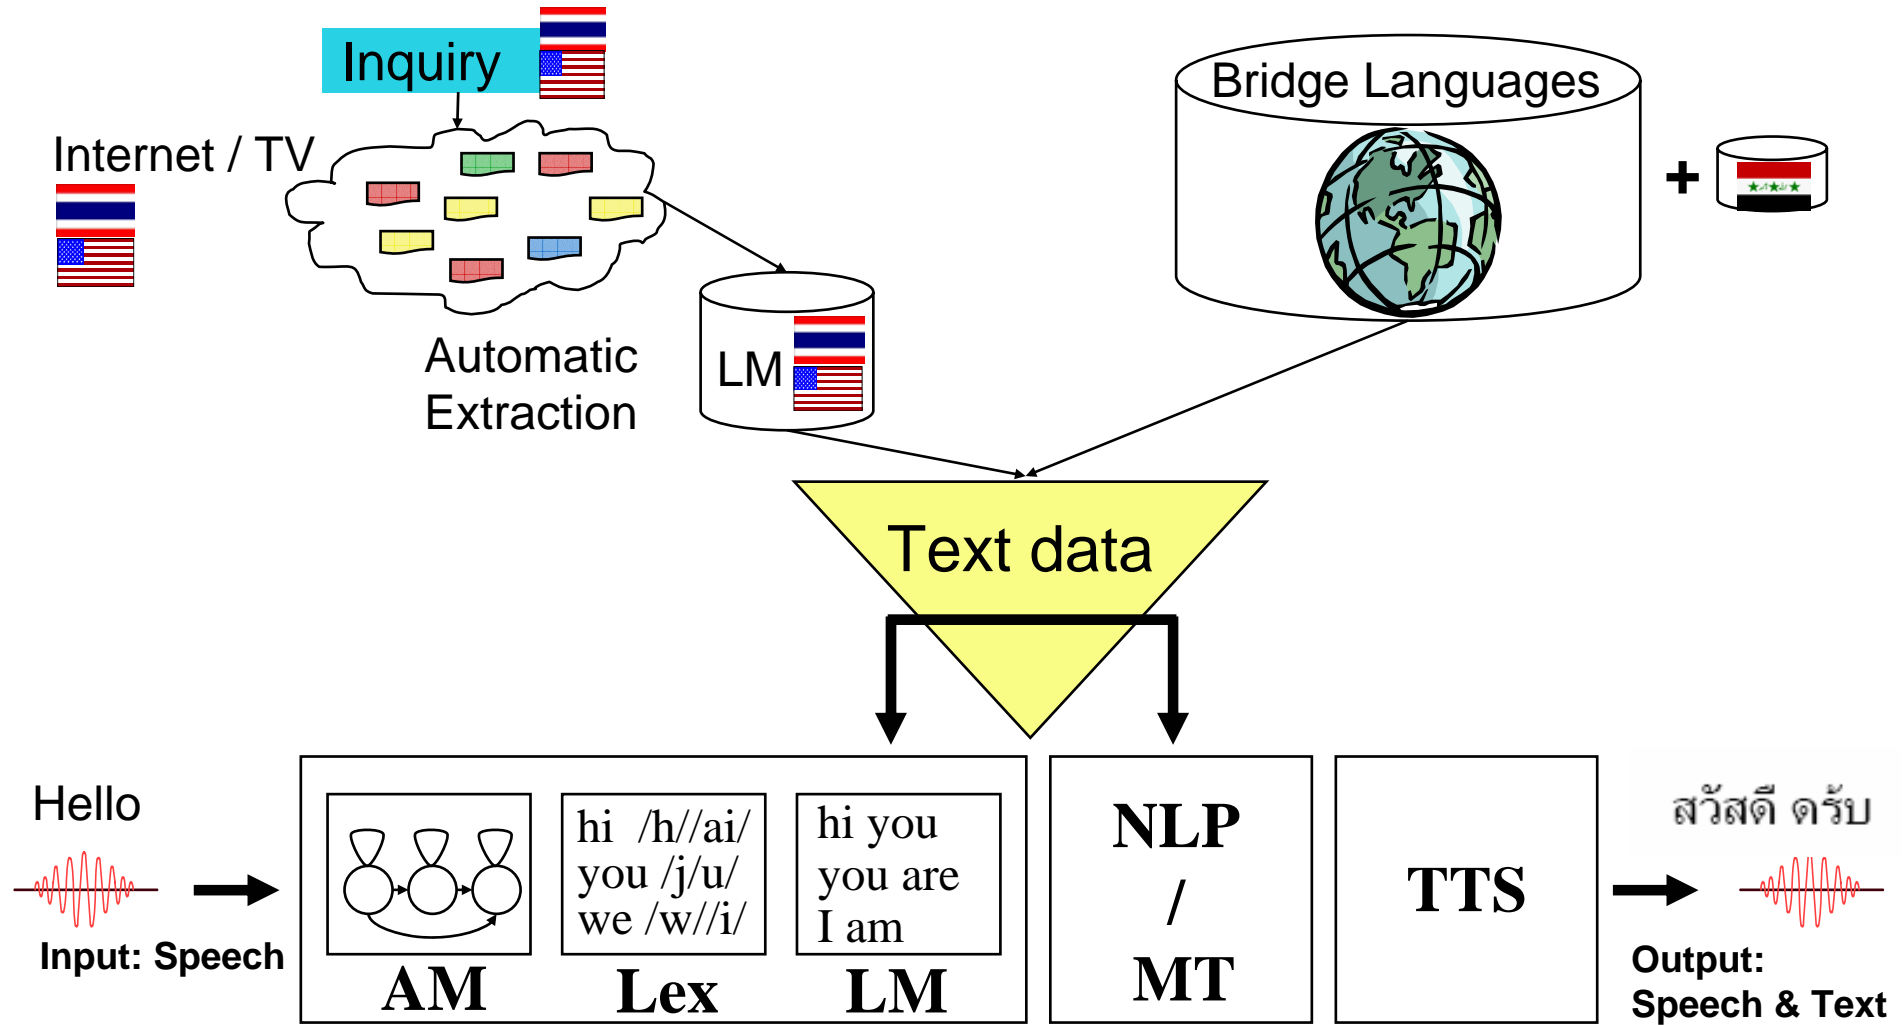 Inquiry
Bridge Languages
Internet / TV
+
Automatic
Extraction
LM
Text data
Hello
Input: Speech
hi /h//ai/
you /j/u/
we /w//i/
hi you
you are
I am
AM
Lex
LM
NLP
/
MT
TTS
สวัสดี ดรับ
Output:
Speech & Text